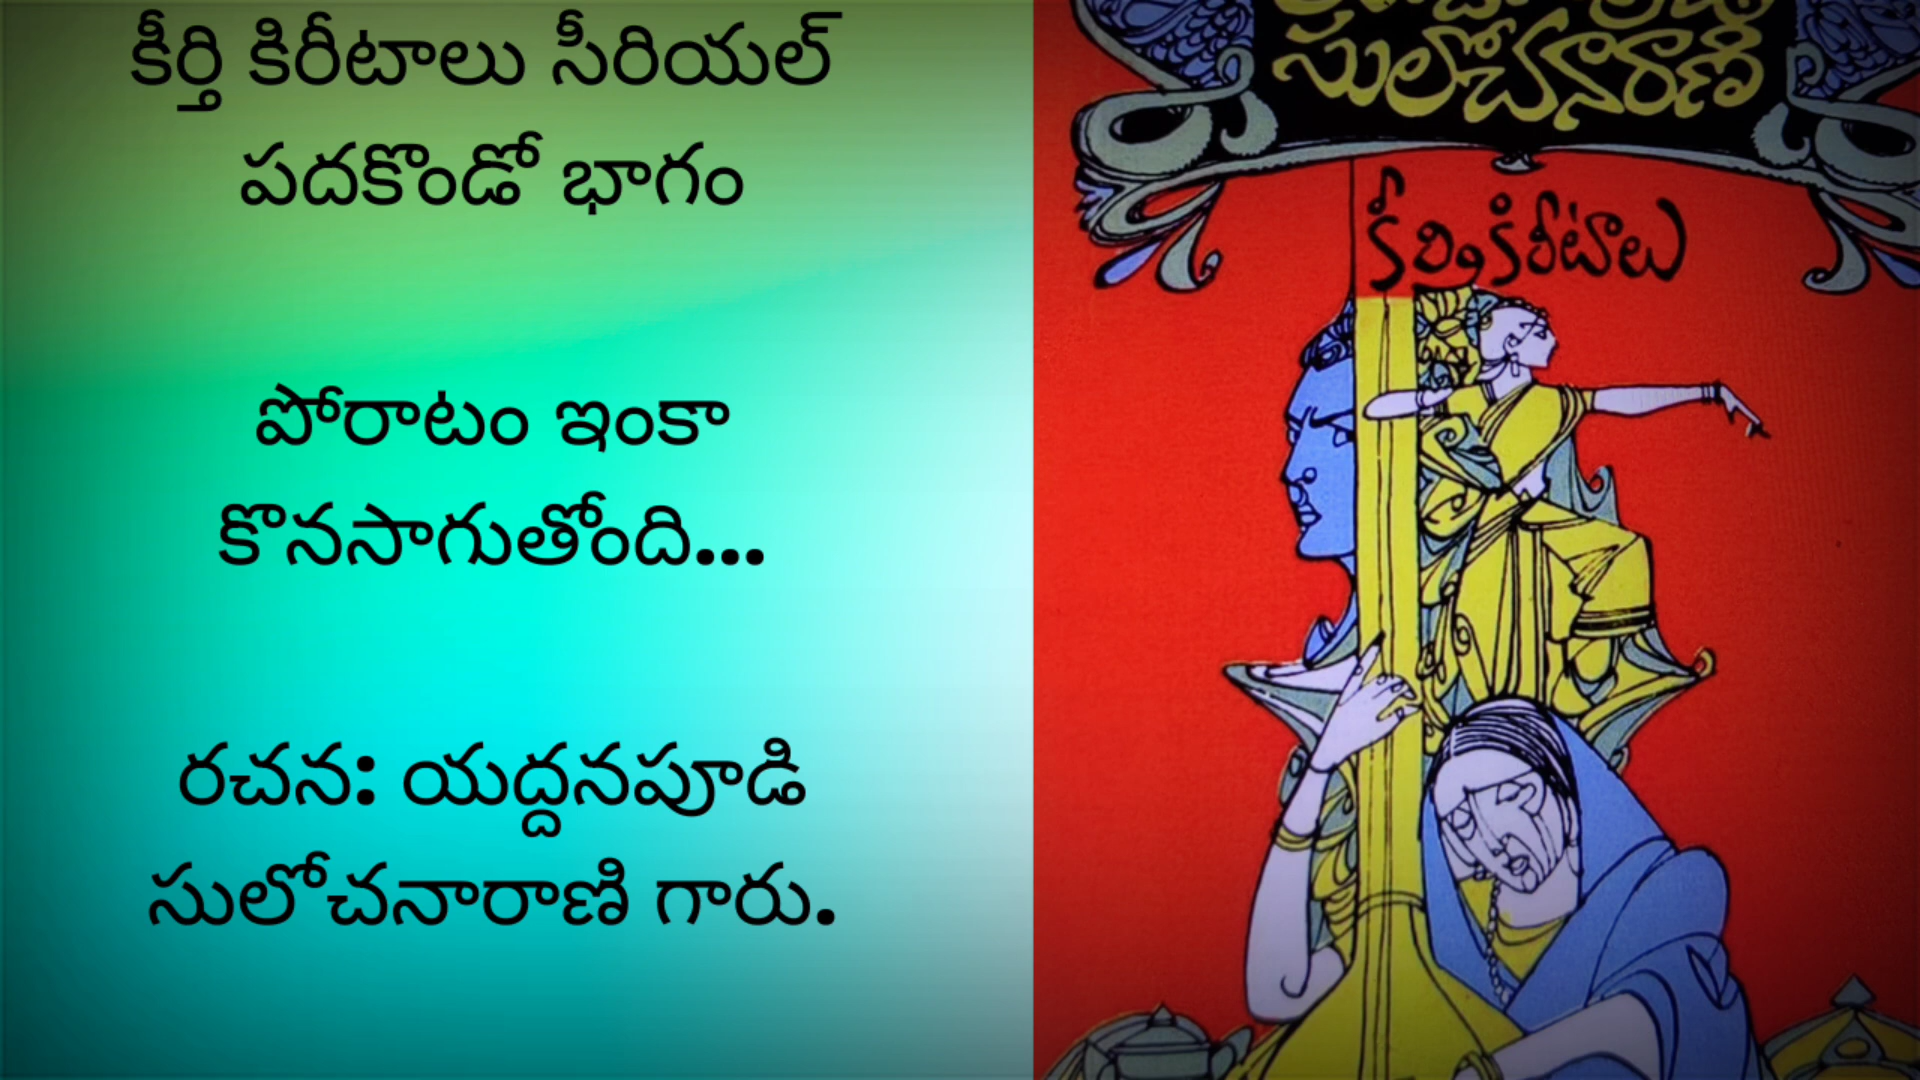 కీర్తి కిరీటాలు సీరియల్
పదకొండో భాగం
పోరాటం ఇంకా
కొనసాగుతోంది...
రచన: యద్దనపూడి
సులోచనారాణి గారు.
సులోచనారాణి
కీర్తికిరీటాలు